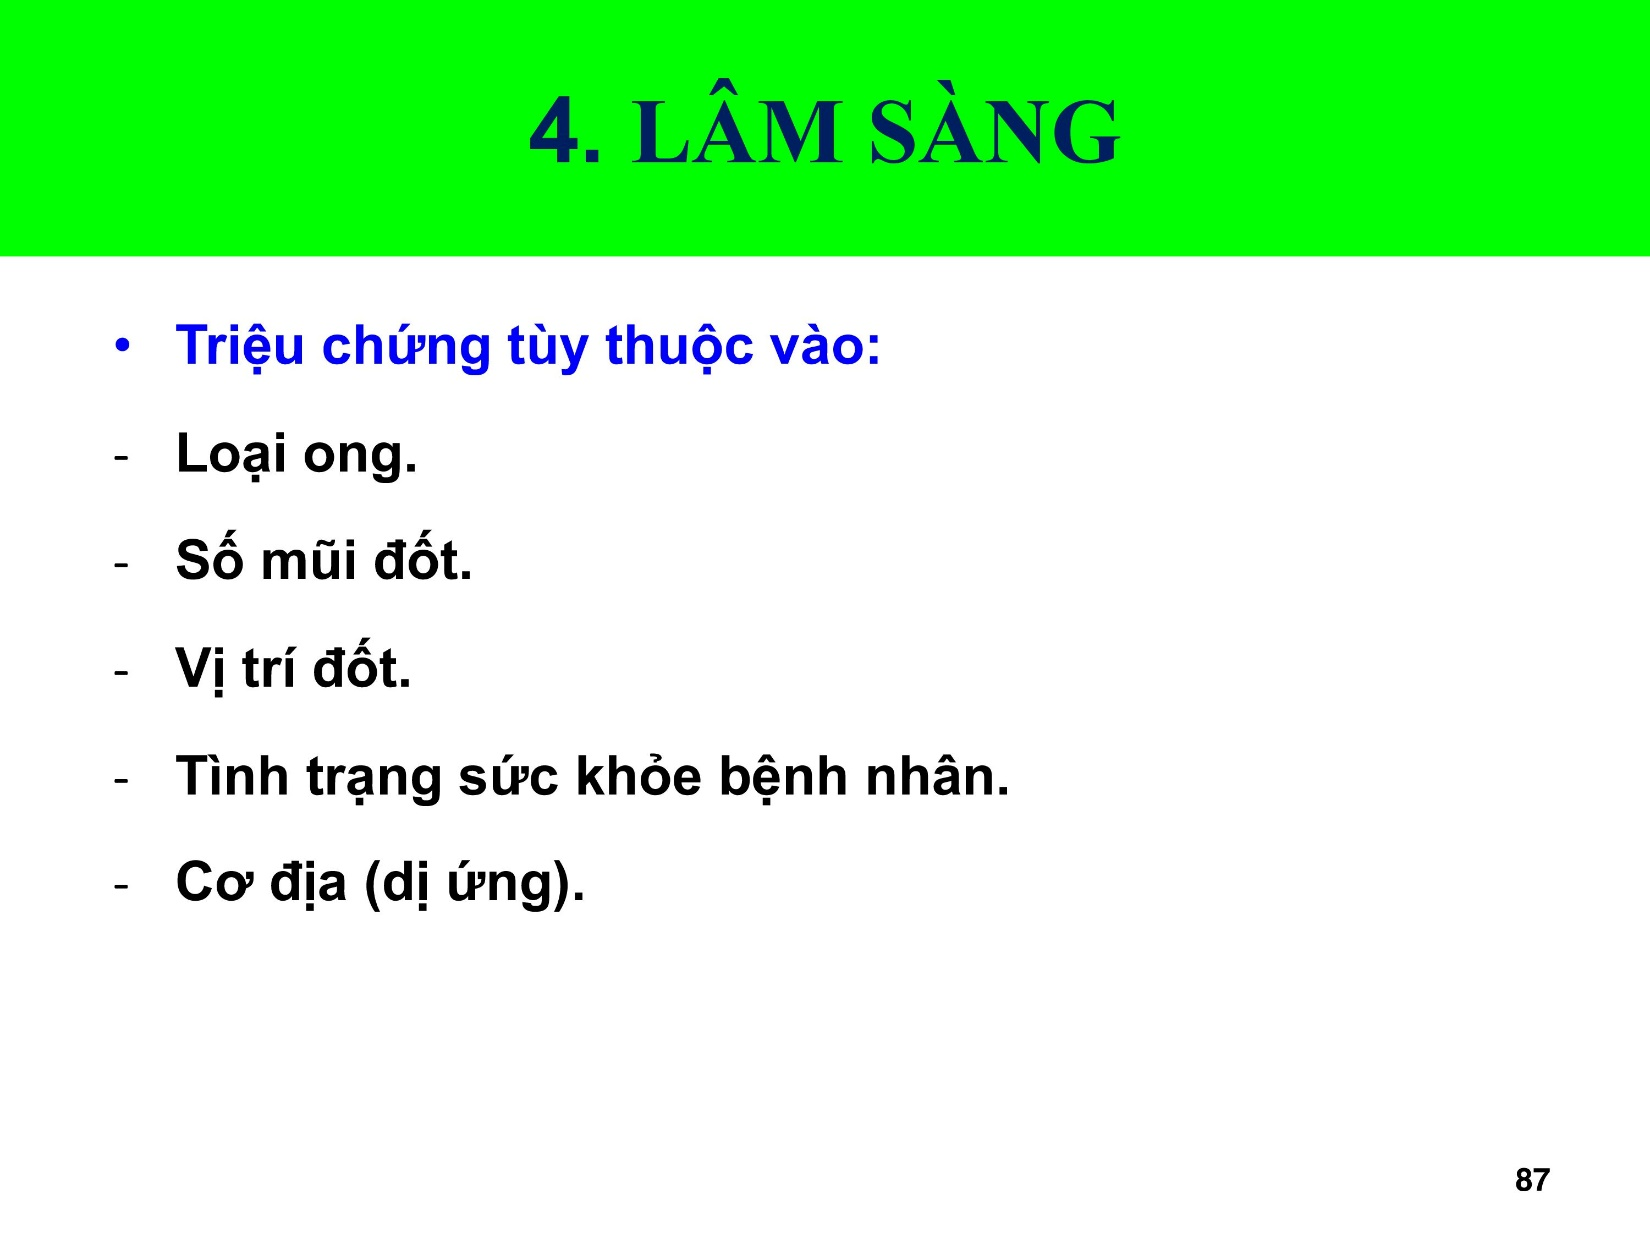 4. LÂM SÀNG
• Triệu chứng tùy thuộc vào:
- Loại ong.
- Số mũi đốt.
- Vị trí đốt.
- Tình trạng sức khỏe bệnh nhân.
- Cơ địa (dị ứng).
87